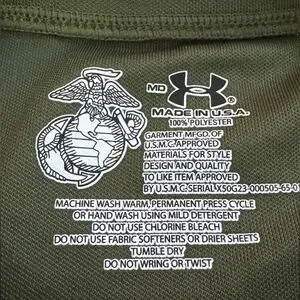 MD
®
MADE IN U.S.A.
100% POLYESTER
GARMENT MFGD. OF
U.S.M.C. APPROVED
MATERIALS FOR STYLE
DESIGN AND QUALITY
TO LIKE ITEM APPROVED
BY U.S.M.C. SERIAL XS0G23-000505-65-0
MACHINE WASH WARM, PERMANENT PRESS CYCLE
OR HAND WASH USING MILD DETERGENT
DO NOT USE CHLORINE BLEACH
DO NOT USE FABRIC SOFTENERS OR DRIER SHEETS
TUMBLE DRY
DO NOT WRING OR TWIST